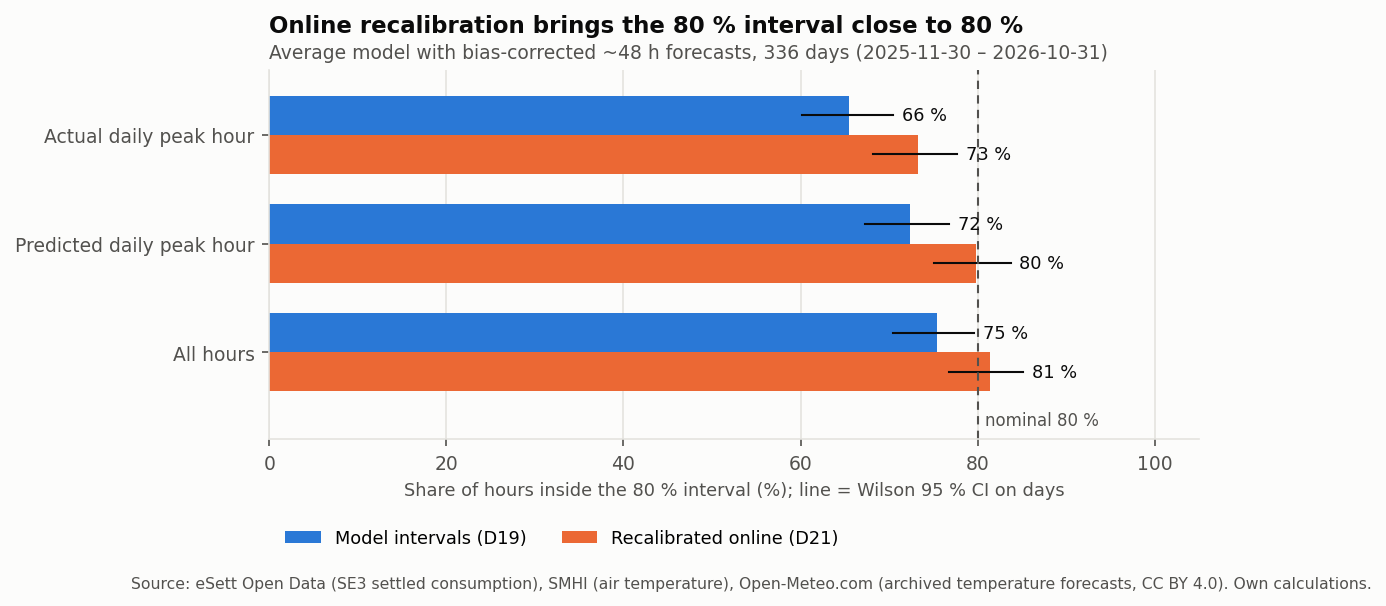 Online recalibration brings the 80 % interval close to 80 %
Average model with bias-corrected ~48 h forecasts, 336 days (2025-11-30 – 2026-10-31)
Actual daily peak hour
66 %
73 %
Predicted daily peak hour
72 %
80 %
All hours
75 %
81 %
nominal 80 %
0 20 40 60 80 100
Share of hours inside the 80 % interval (%); line = Wilson 95 % CI on days
Model intervals (D19) Recalibrated online (D21)
Source: eSett Open Data (SE3 settled consumption), SMHI (air temperature), Open-Meteo.com (archived temperature forecasts, CC BY 4.0). Own calculations.